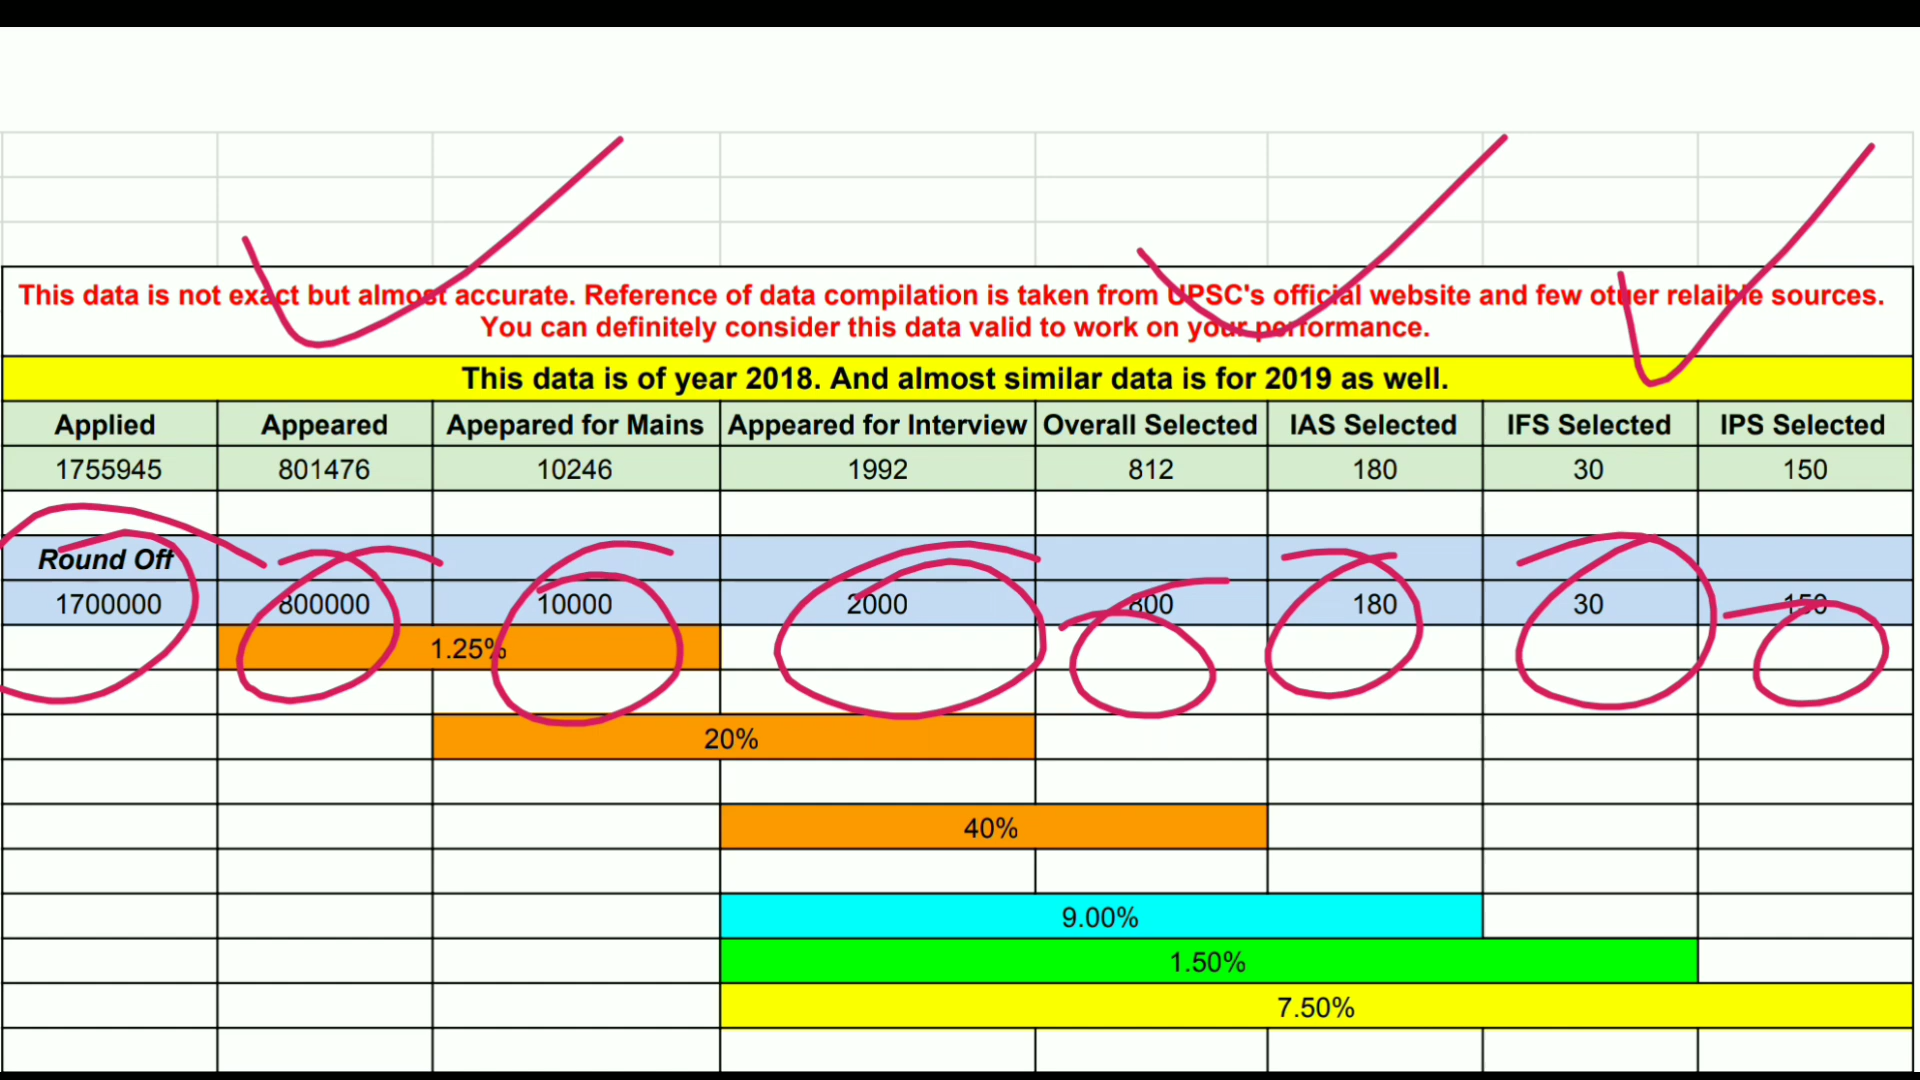 This data is not exact but almost accurate. Reference of data compilation is taken from UPSC's official website and few otuer relaible sources.
You can definitely consider this data valid to work on your performance.
This data is of year 2018. And almost similar data is for 2019 as well.
Applied Appeared Apepared for Mains Appeared for Interview Overall Selected IAS Selected IFS Selected IPS Selected
1755945 801476 10246 1992 812 180 30 150
Round Off
1700000 800000 10000 2000 800 180 30 150
1.25%
20%
40%
9.00%
1.50%
7.50%